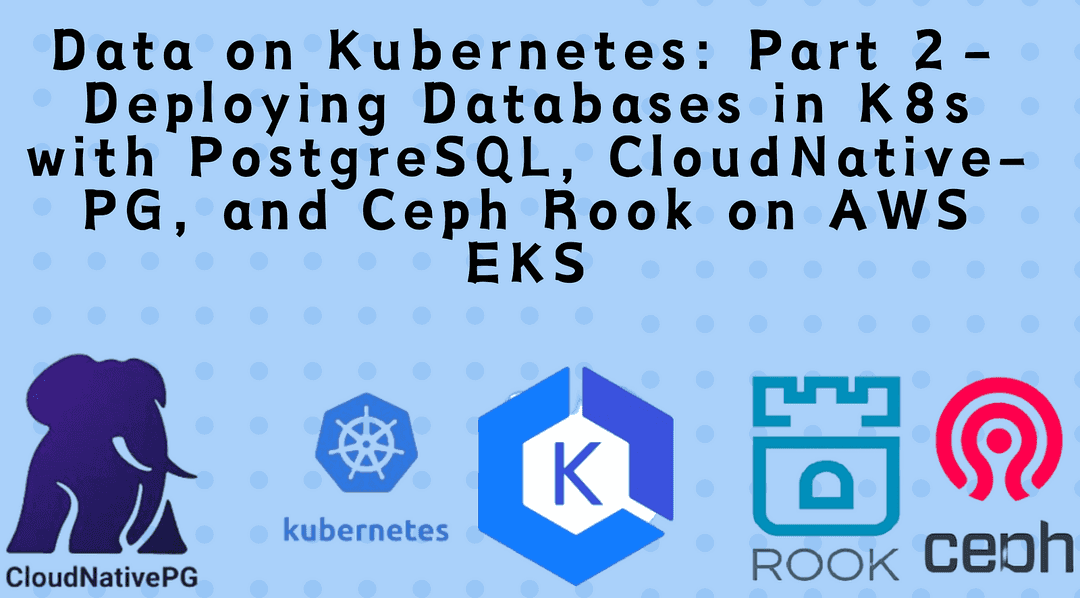 Data on Kubernetes: Part 2 -
Deploying Databases in K8s
with PostgreSQL, CloudNative-
PG, and Ceph Rook on AWS
EKS
CloudNativePG
kubernetes
K
ROOK
ceph